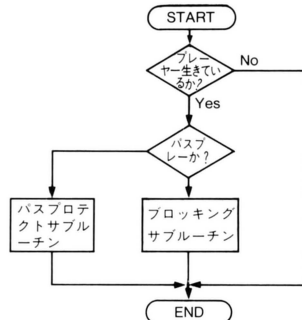 START
プレー
ヤー生きてい
るか?
No
Yes
パスプ
レーか?
パスプロテ
クトサブル
ーチン
ブロッキング
サブルーチン
END